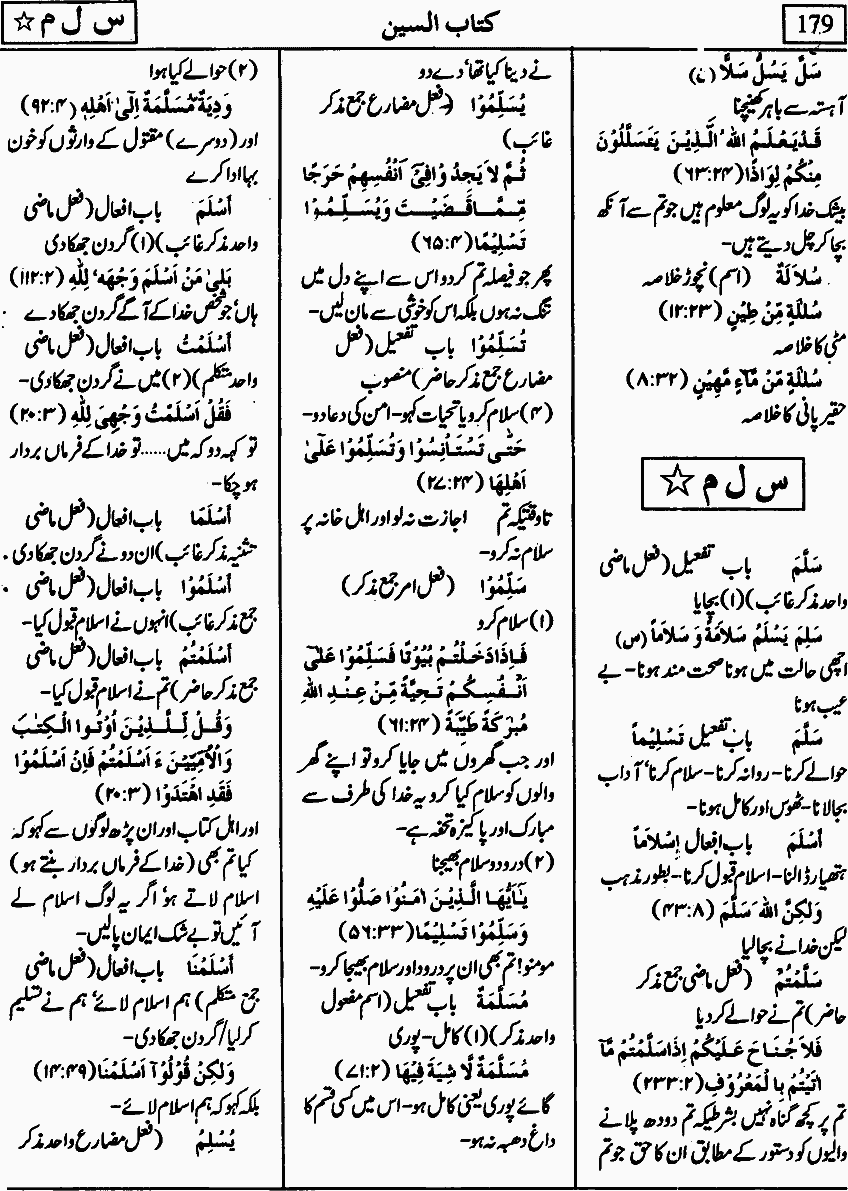 179
کتاب السین
س ل م ☆
سَلَّ یَسُلُّ سَلًّا (ن)
آہستہ سے باہر کھینچنا
قَدْ یَعْلَمُ اللہُ الَّذِیْنَ یَتَسَلَّلُوْنَ
مِنْکُمْ لِوَاذًا (۶۳:۲۴)
بیشک خدا کو یہ لوگ معلوم ہیں جو تم سے آنکھ
بچا کر چل دیتے ہیں-
سُلَالَةٌ (اسم) نچوڑ خلاصہ
سُلٰلَةٍ مِّنْ طِیْنٍ (۱۲:۲۳)
مٹی کا خلاصہ
سُلٰلَةٍ مِّنْ مَّآءٍ مَّھِیْنٍ (۸:۳۲)
حقیر پانی کا خلاصہ
س ل م ☆
سَلَّمَ باب تفعیل (فعل ماضی
واحد مذکر غائب) (۱) بچایا
سَلِمَ یَسْلَمُ سَلَامَةً وَ سَلَاماً (س)
اچھی حالت میں ہونا صحت مند ہونا- بے
عیب ہونا
سَلَّمَ باب تفعیل تَسْلِیْماً
حوالے کرنا- روانہ کرنا- سلام کرنا‘ آداب
بجالانا- ٹھوس اور کامل ہونا-
اَسْلَمَ باب افعال اِسْلَاماً
ہتھیار ڈالنا- اسلام قبول کرنا- بطور مذہب
وَلٰکِنَّ اللہَ سَلَّمَ (۴۳:۸)
لیکن خدا نے بچا لیا
سَلَّمْتُمْ (فعل ماضی جمع مذکر
حاضر) تم نے حوالے کر دیا
فَلَا جُنَاحَ عَلَیْکُمْ اِذَا سَلَّمْتُمْ مَّآ
اٰتَیْتُمْ بِالْمَعْرُوْفِ (۲۳۳:۲)
تم پر کچھ گناہ نہیں بشرطیکہ تم دودھ پلانے
والیوں کو دستور کے مطابق ان کا حق جو تم
نے دینا کیا تھا‘ دے دو
یُسَلِّمُوْا (-فعل مضارع جمع مذکر
غائب)
ثُمَّ لَا یَجِدُوْا فِیْٓ اَنْفُسِھِمْ حَرَجًا
مِّمَّا قَضَیْتَ وَیُسَلِّمُوْا
تَسْلِیْمًا (۶۵:۴)
پھر جو فیصلہ تم کردو اس سے اپنے دل میں
تنگ نہ ہوں بلکہ اس کو خوشی سے مان لیں-
تُسَلِّمُوْا باب تفعیل (فعل
مضارع جمع مذکر حاضر) منصوب
(۴) سلام کرو یا تحیات کہو- امن کی دعا دو-
حَتّٰی تَسْتَاْنِسُوْا وَتُسَلِّمُوْا عَلٰٓی
اَھْلِھَا (۲۷:۲۴)
تاوقتیکہ تم اجازت نہ لو اور اہل خانہ پر
سلام نہ کرو-
سَلِّمُوْا (فعل امر جمع مذکر)
(۱) سلام کرو
فَاِذَا دَخَلْتُمْ بُیُوْتًا فَسَلِّمُوْا عَلٰٓی
اَنْفُسِکُمْ تَحِیَّةً مِّنْ عِنْدِ اللہِ
مُبٰرَکَةً طَیِّبَةً (۶۱:۲۴)
اور جب گھروں میں جایا کرو تو اپنے گھر
والوں کو سلام کیا کرو یہ خدا کی طرف سے
مبارک اور پاکیزہ تحفہ ہے-
(۲) درود و سلام بھیجنا
یٰٓاَیُّھَا الَّذِیْنَ اٰمَنُوْا صَلُّوْا عَلَیْهِ
وَسَلِّمُوْا تَسْلِیْمًا (۵۶:۳۳)
مومنو! تم بھی ان پر درود اور سلام بھیجا کرو-
مُسَلَّمَةٌ باب تفعیل (اسم مفعول
واحد مذکر) (۱) کامل- پوری
مُسَلَّمَةٌ لَّا شِیَةَ فِیْھَا (۷۱:۲)
گائے پوری یعنی کامل ہو- اس میں کسی قسم کا
داغ دھبہ نہ ہو-
(۲) حوالے کیا ہوا
وَدِیَةٌ مُّسَلَّمَةٌ اِلٰٓی اَھْلِهٖ (۹۲:۴)
اور (دوسرے) مقتول کے وارثوں کو خون
بہا ادا کرے
اَسْلَمَ باب افعال (فعل ماضی
واحد مذکر غائب) (۱) گردن جھکا دی
بَلٰی مَنْ اَسْلَمَ وَجْھَهٗ لِلّٰهِ (۱۱۲:۲)
ہاں‘ جو شخص خدا کے آگے گردن جھکا دے
اَسْلَمْتُ باب افعال (فعل ماضی
واحد متکلم) (۲) میں نے گردن جھکا دی-
فَقُلْ اَسْلَمْتُ وَجْھِیَ لِلّٰهِ (۲۰:۳)
تو کہہ دو کہ میں...... تو خدا کے فرماں بردار
ہو چکا-
اَسْلَمَا باب افعال (فعل ماضی
تثنیہ مذکر غائب) ان دو نے گردن جھکا دی.
اَسْلَمُوْا باب افعال (فعل ماضی
جمع مذکر غائب) انہوں نے اسلام قبول کیا-
اَسْلَمْتُمْ باب افعال (فعل ماضی
جمع مذکر حاضر) تم نے اسلام قبول کیا-
وَقُلْ لِّلَّذِیْنَ اُوْتُوا الْکِتٰبَ
وَالْاُمِّیّٖنَ ءَاَسْلَمْتُمْ فَاِنْ اَسْلَمُوْا
فَقَدِ اھْتَدَوْا (۲۰:۳)
اور اہل کتاب اور ان پڑھ لوگوں سے کہو کہ
کیا تم بھی (خدا کے فرماں بردار بنتے ہو)
اسلام لاتے ہو‘ اگر یہ لوگ اسلام لے
آئیں تو بے شک ایمان پالیں-
اَسْلَمْنَا باب افعال (فعل ماضی
جمع متکلم) ہم اسلام لائے‘ ہم نے تسلیم
کر لیا/ گردن جھکا دی-
وَلٰکِنْ قُوْلُوْٓا اَسْلَمْنَا (۱۴:۴۹)
بلکہ کہو کہ ہم اسلام لائے-
یُسْلِمُ (فعل مضارع واحد مذکر